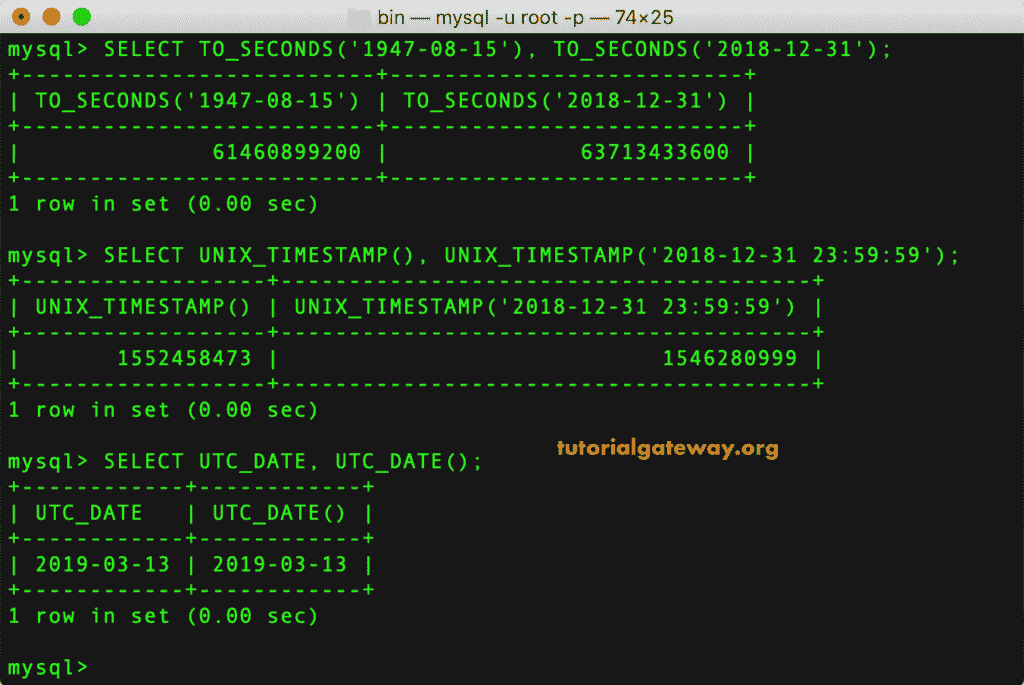 bin — mysql -u root -p — 74×25
mysql> SELECT TO_SECONDS('1947-08-15'), TO_SECONDS('2018-12-31');
+--------------------------+--------------------------+
| TO_SECONDS('1947-08-15') | TO_SECONDS('2018-12-31') |
+--------------------------+--------------------------+
|              61460899200 |              63713433600 |
+--------------------------+--------------------------+
1 row in set (0.00 sec)

mysql> SELECT UNIX_TIMESTAMP(), UNIX_TIMESTAMP('2018-12-31 23:59:59');
+------------------+---------------------------------------+
| UNIX_TIMESTAMP() | UNIX_TIMESTAMP('2018-12-31 23:59:59') |
+------------------+---------------------------------------+
|       1552458473 |                            1546280999 |
+------------------+---------------------------------------+
1 row in set (0.00 sec)

tutorialgateway.org
mysql> SELECT UTC_DATE, UTC_DATE();
+------------+------------+
| UTC_DATE   | UTC_DATE() |
+------------+------------+
| 2019-03-13 | 2019-03-13 |
+------------+------------+
1 row in set (0.00 sec)

mysql>